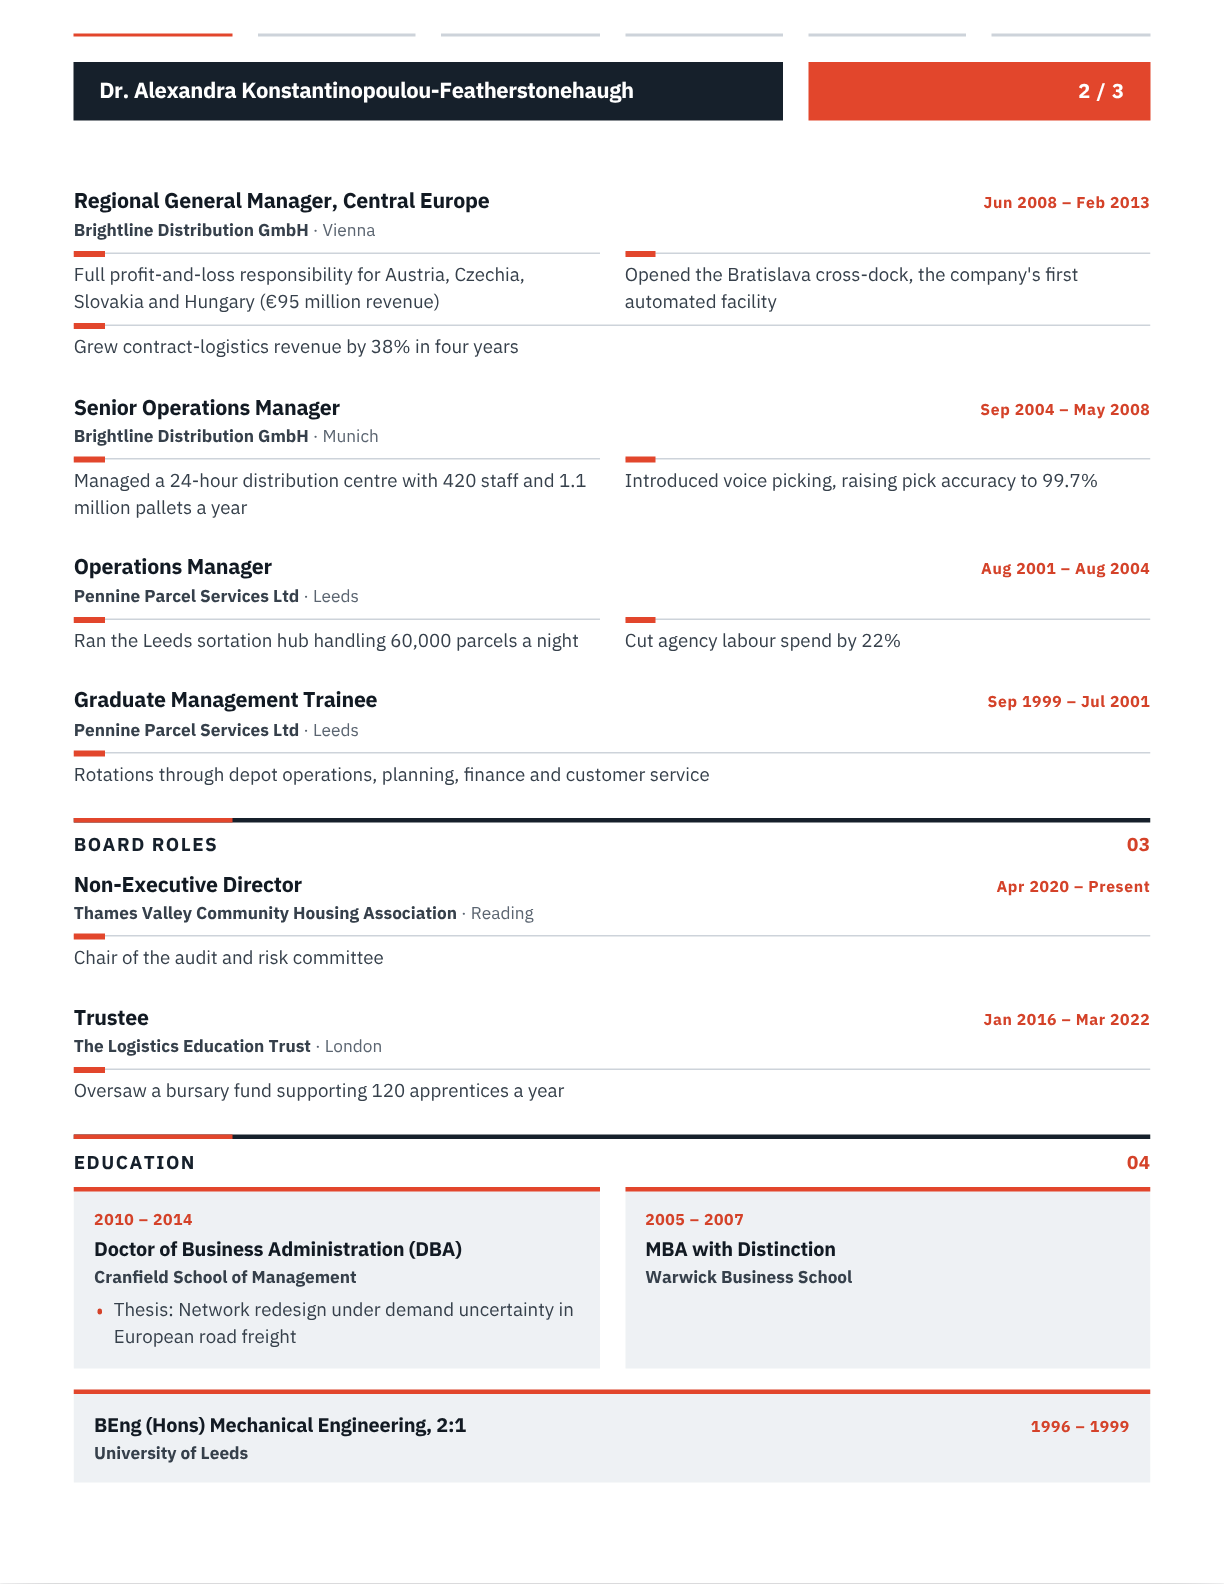 Dr. Alexandra Konstantinopoulou-Featherstonehaugh
2 / 3
Regional General Manager, Central Europe
Jun 2008 – Feb 2013
Brightline Distribution GmbH · Vienna
Full profit-and-loss responsibility for Austria, Czechia,
Slovakia and Hungary (€95 million revenue)
Opened the Bratislava cross-dock, the company's first
automated facility
Grew contract-logistics revenue by 38% in four years
Senior Operations Manager
Sep 2004 – May 2008
Brightline Distribution GmbH · Munich
Managed a 24-hour distribution centre with 420 staff and 1.1
million pallets a year
Introduced voice picking, raising pick accuracy to 99.7%
Operations Manager
Aug 2001 – Aug 2004
Pennine Parcel Services Ltd · Leeds
Ran the Leeds sortation hub handling 60,000 parcels a night
Cut agency labour spend by 22%
Graduate Management Trainee
Sep 1999 – Jul 2001
Pennine Parcel Services Ltd · Leeds
Rotations through depot operations, planning, finance and customer service
BOARD ROLES
03
Non-Executive Director
Apr 2020 – Present
Thames Valley Community Housing Association · Reading
Chair of the audit and risk committee
Trustee
Jan 2016 – Mar 2022
The Logistics Education Trust · London
Oversaw a bursary fund supporting 120 apprentices a year
EDUCATION
04
2010 – 2014
Doctor of Business Administration (DBA)
Cranfield School of Management
• Thesis: Network redesign under demand uncertainty in
European road freight
2005 – 2007
MBA with Distinction
Warwick Business School
BEng (Hons) Mechanical Engineering, 2:1
1996 – 1999
University of Leeds